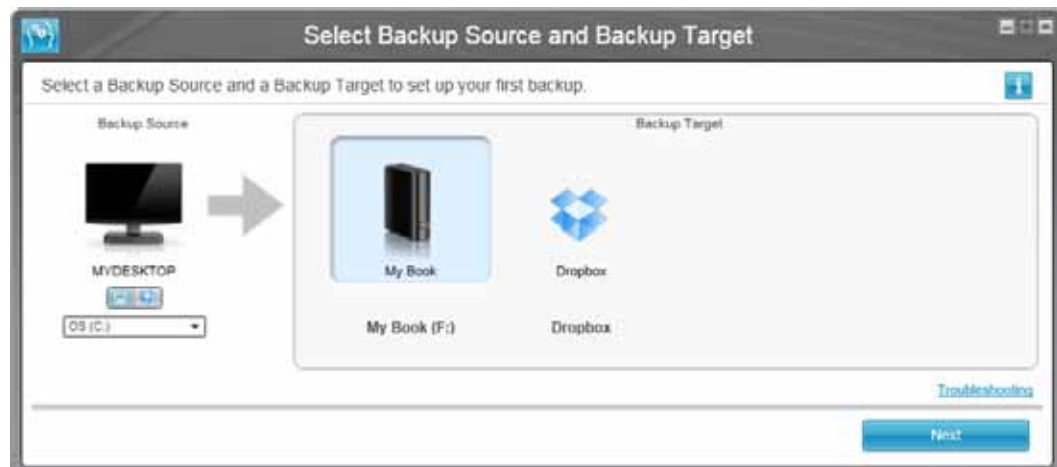 Select Backup Source and Backup Target
Select a Backup Source and a Backup Target to set up your first backup.
Backup Source
Backup Target
MYDESKTOP
My Book
Dropbox
OS (C:)
My Book (F:)
Dropbox
Troubleshooting
Next